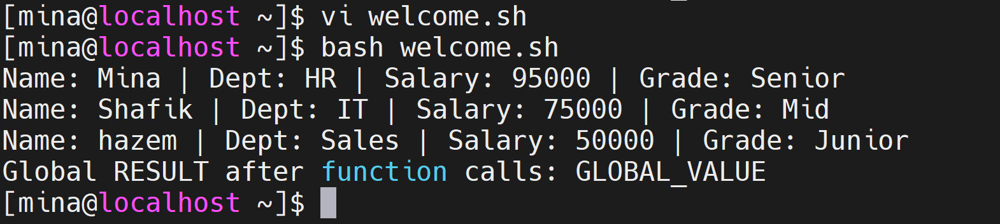 [mina@localhost ~]$ vi welcome.sh
[mina@localhost ~]$ bash welcome.sh
Name: Mina | Dept: HR | Salary: 95000 | Grade: Senior
Name: Shafik | Dept: IT | Salary: 75000 | Grade: Mid
Name: hazem | Dept: Sales | Salary: 50000 | Grade: Junior
Global RESULT after function calls: GLOBAL_VALUE
[mina@localhost ~]$